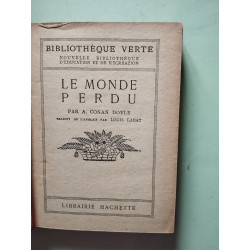 BIBLIOTHÈQUE VERTE
NOUVELLE BIBLIOTHÈQUE
D'ÉDUCATION ET DE RÉCRÉATION
LE MONDE
PERDU
PAR A. CONAN DOYLE
TRADUIT DE L'ANGLAIS PAR LOUIS LABAT
LIBRAIRIE HACHETTE